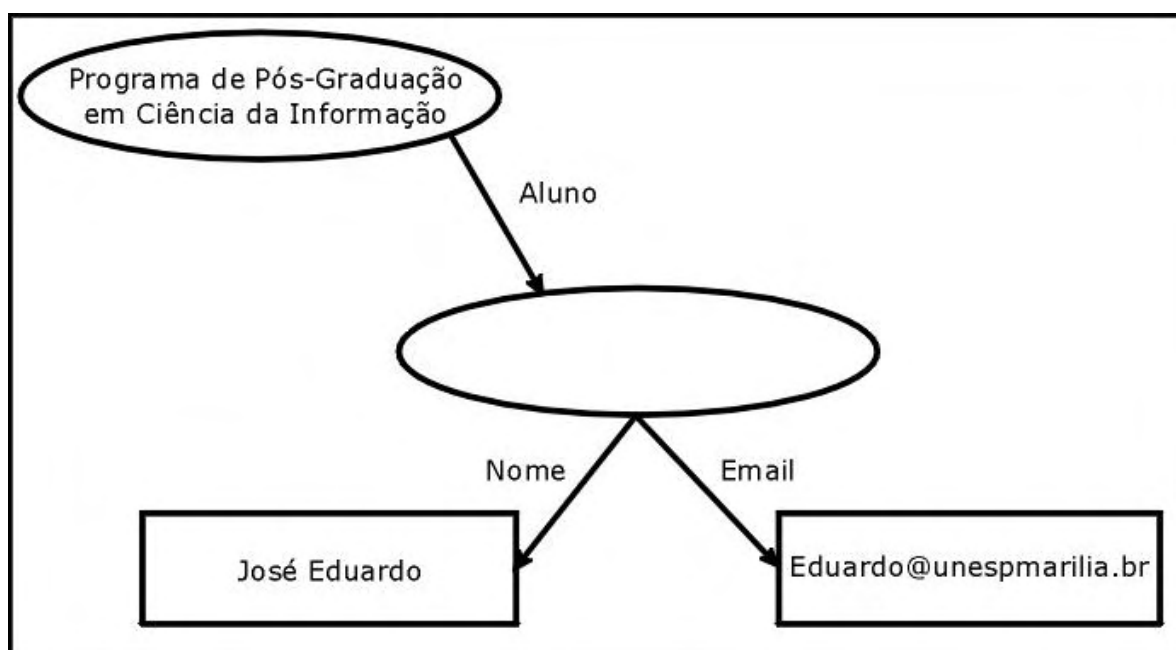 Programa de Pós-Graduação
em Ciência da Informação
Aluno
Nome
Email
José Eduardo
Eduardo@unespmarilia.br